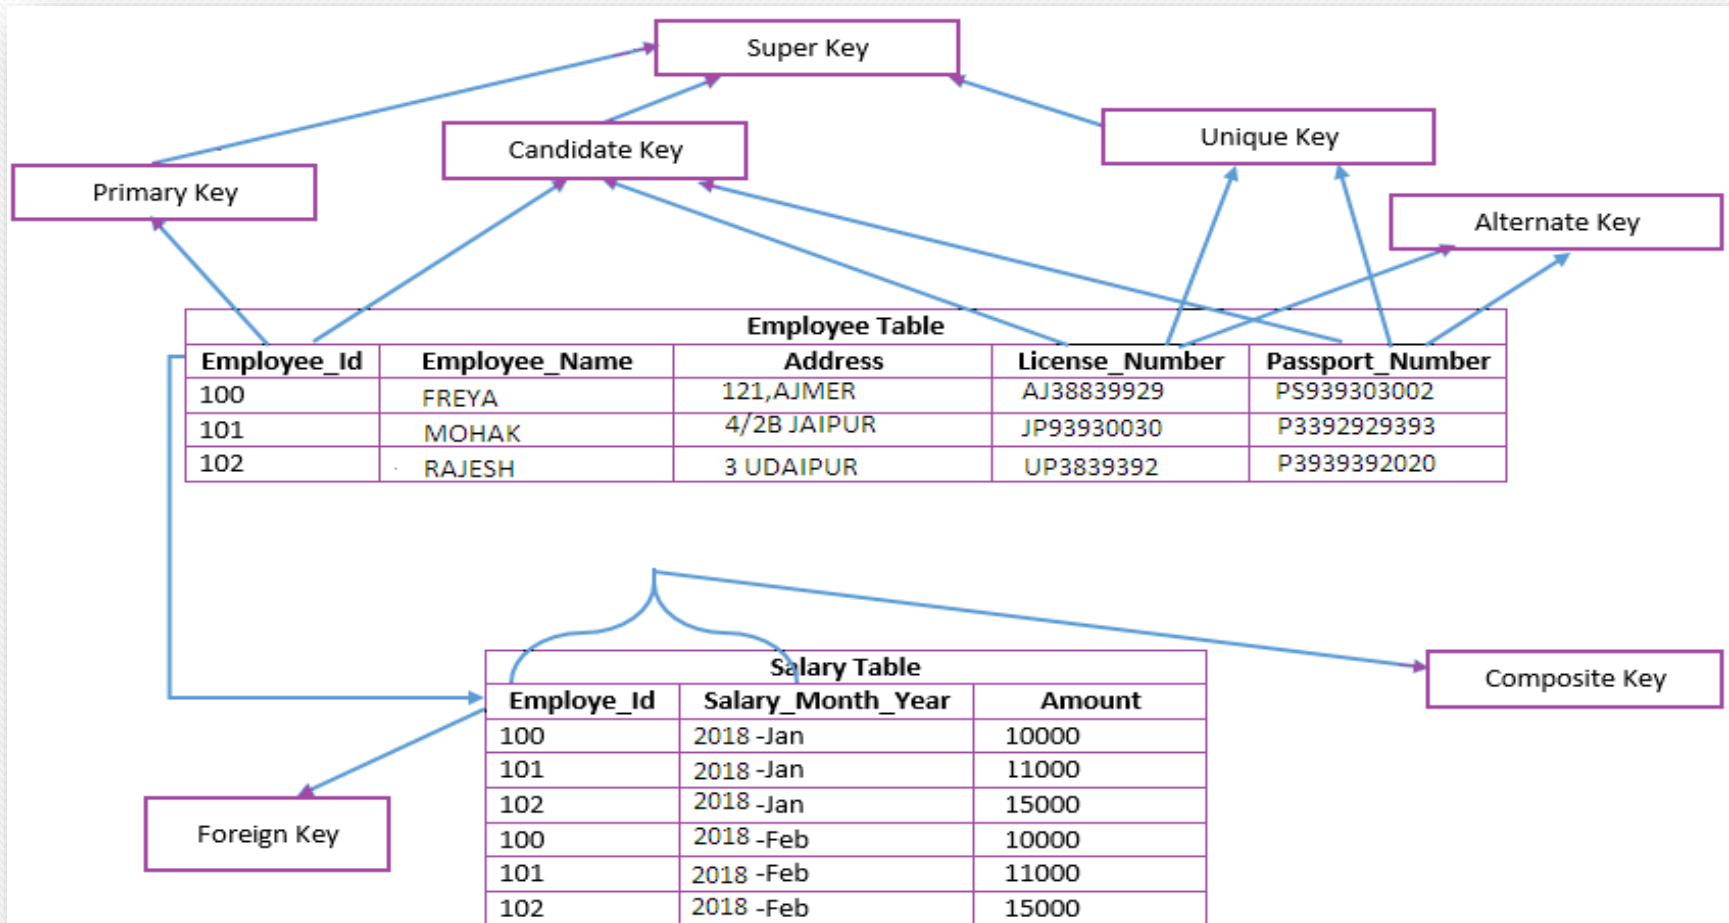 Super Key
Candidate Key
Unique Key
Primary Key
Alternate Key
Employee Table
Employee_Id Employee_Name Address License_Number Passport_Number
100 FREYA 121,AJMER AJ38839929 PS939303002
101 MOHAK 4/2B JAIPUR JP93930030 P3392929393
102 RAJESH 3 UDAIPUR UP3839392 P3939392020
Salary Table
Composite Key
Employe_Id Salary_Month_Year Amount
100 2018 -Jan 10000
101 2018 -Jan 11000
102 2018 -Jan 15000
Foreign Key
100 2018 -Feb 10000
101 2018 -Feb 11000
102 2018 -Feb 15000